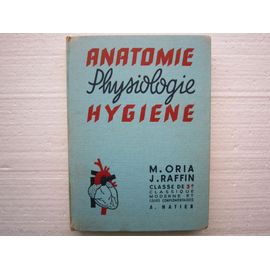 ANATOMIE
Physiologie
HYGIENE
M. ORIA
J. RAFFIN
CLASSE DE 3e
CLASSIQUE
MODERNE ET
COURS COMPLÉMENTAIRES
A. HATIER